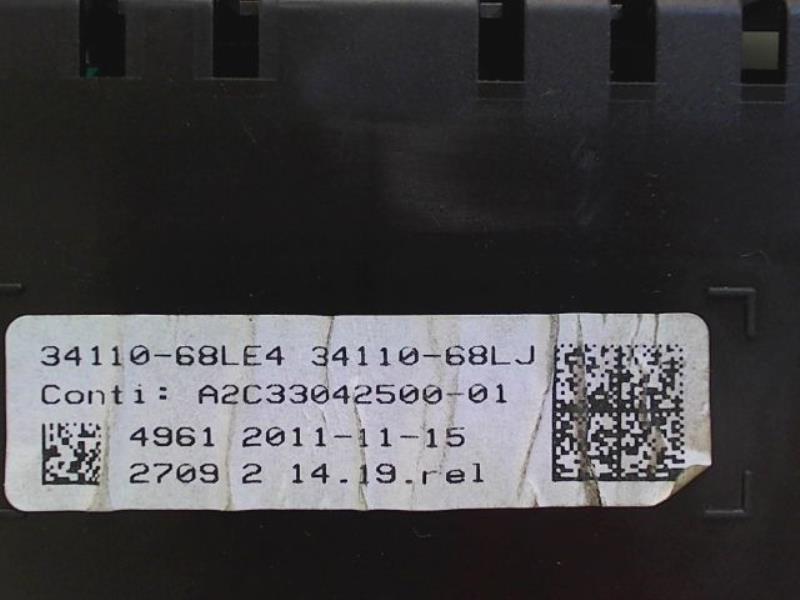 34110-68LE4 34110-68LJ
Conti: A2C33042500-01
4961 2011-11-15
2709 2 14.19.rel